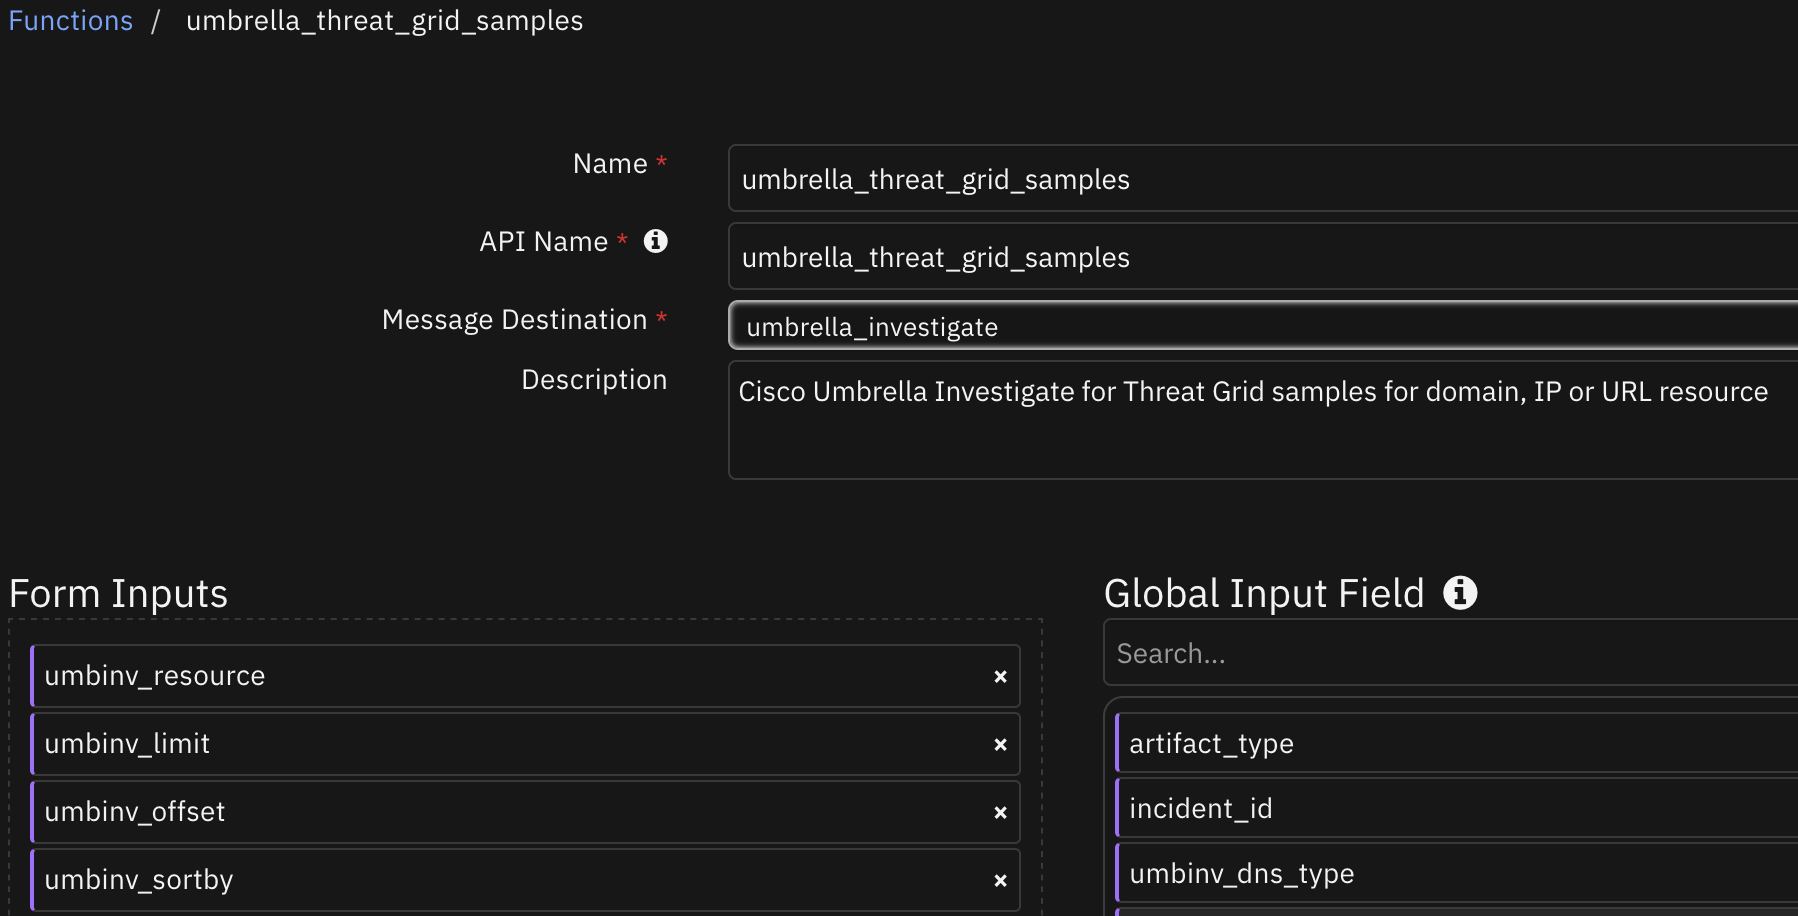 Functions / umbrella_threat_grid_samples
Name *
umbrella_threat_grid_samples
API Name *
umbrella_threat_grid_samples
Message Destination *
umbrella_investigate
Description
Cisco Umbrella Investigate for Threat Grid samples for domain, IP or URL resource
Form Inputs
umbinv_resource ×
umbinv_limit ×
umbinv_offset ×
umbinv_sortby ×
Global Input Field
Search...
artifact_type
incident_id
umbinv_dns_type